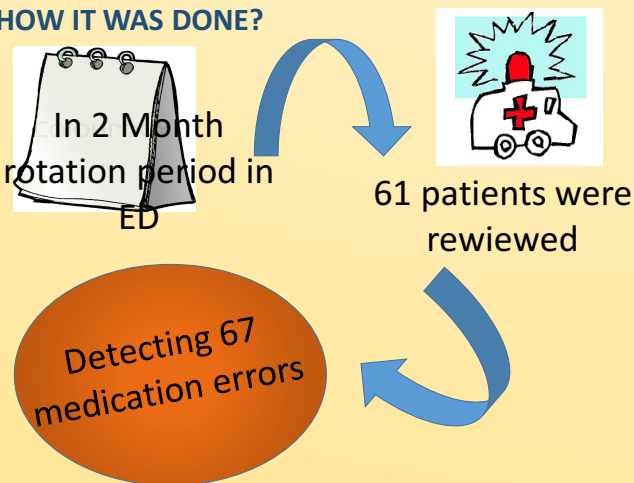 HOW IT WAS DONE?
In 2 Month
rotation period in
ED
61 patients were
rewiewed
Detecting 67
medication errors